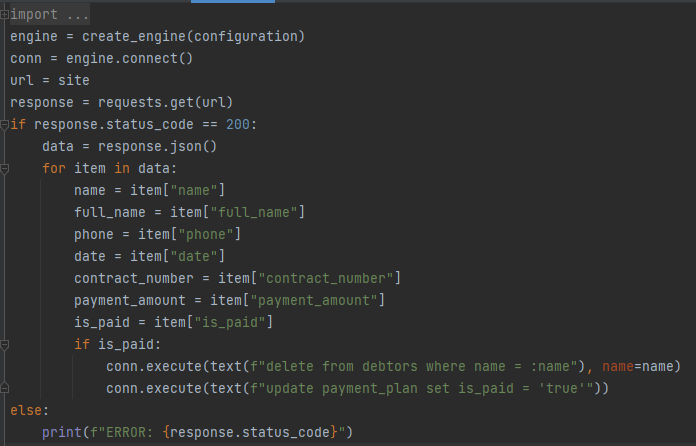 import ...
engine = create_engine(configuration)
conn = engine.connect()
url = site
response = requests.get(url)
if response.status_code == 200:
    data = response.json()
    for item in data:
        name = item["name"]
        full_name = item["full_name"]
        phone = item["phone"]
        date = item["date"]
        contract_number = item["contract_number"]
        payment_amount = item["payment_amount"]
        is_paid = item["is_paid"]
        if is_paid:
            conn.execute(text(f"delete from debtors where name = :name"), name=name)
            conn.execute(text(f"update payment_plan set is_paid = 'true'"))
else:
    print(f"ERROR: {response.status_code}")